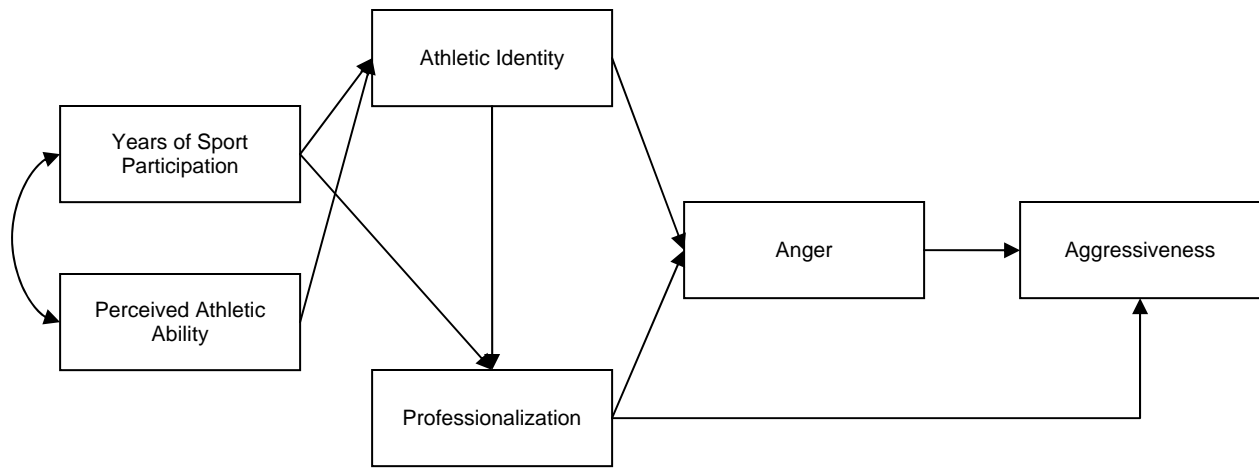 Athletic Identity
Years of Sport
Participation
Anger
Aggressiveness
Perceived Athletic
Ability
Professionalization